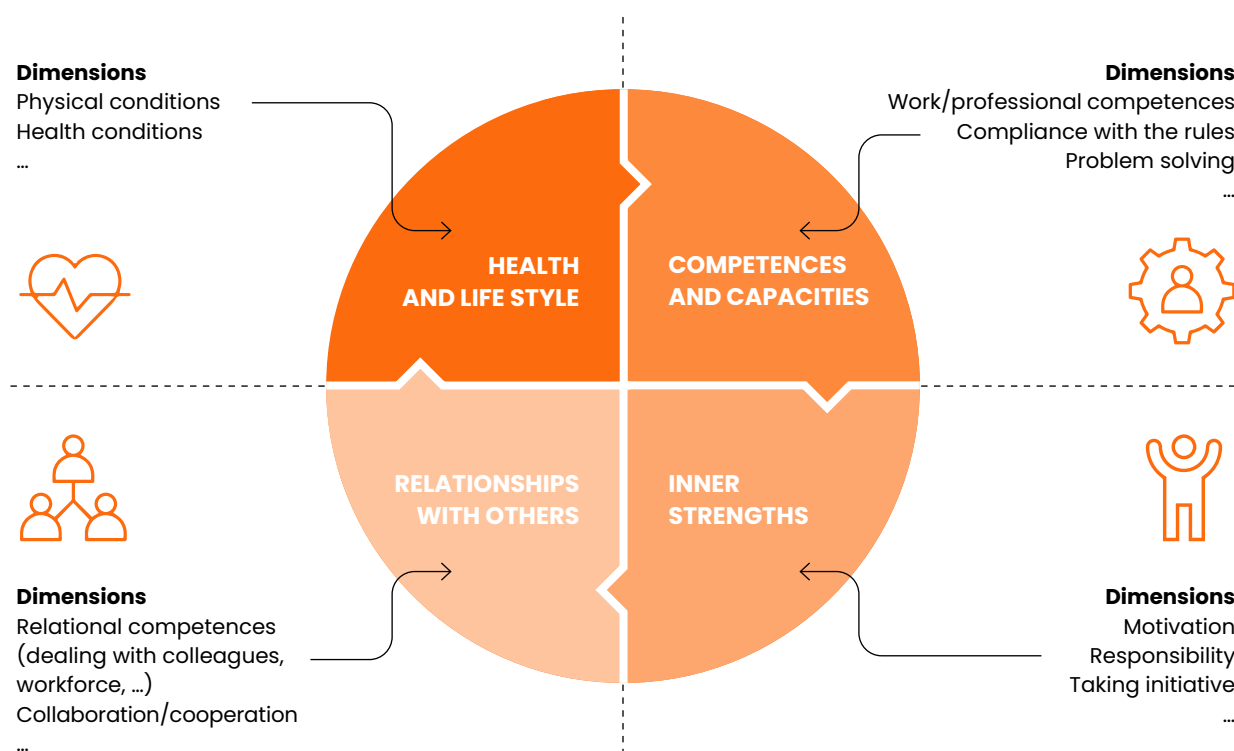 Dimensions
Physical conditions
Health conditions
...
Dimensions
Work/professional competences
Compliance with the rules
Problem solving
...
HEALTH
AND LIFE STYLE
COMPETENCES
AND CAPACITIES
RELATIONSHIPS
WITH OTHERS
INNER
STRENGTHS
Dimensions
Relational competences
(dealing with colleagues,
workforce, ...)
Collaboration/cooperation
...
Dimensions
Motivation
Responsibility
Taking initiative
...